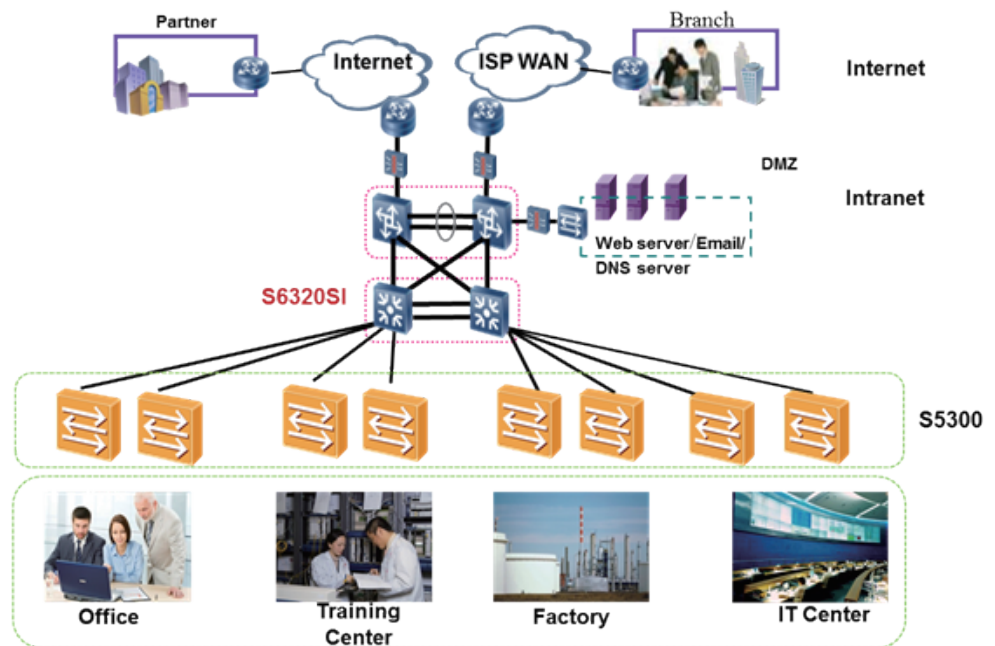 Partner
Branch
Internet
ISP WAN
Internet
DMZ
Intranet
Web server/Email/
DNS server
S6320SI
S5300
Office
Training
Center
Factory
IT Center